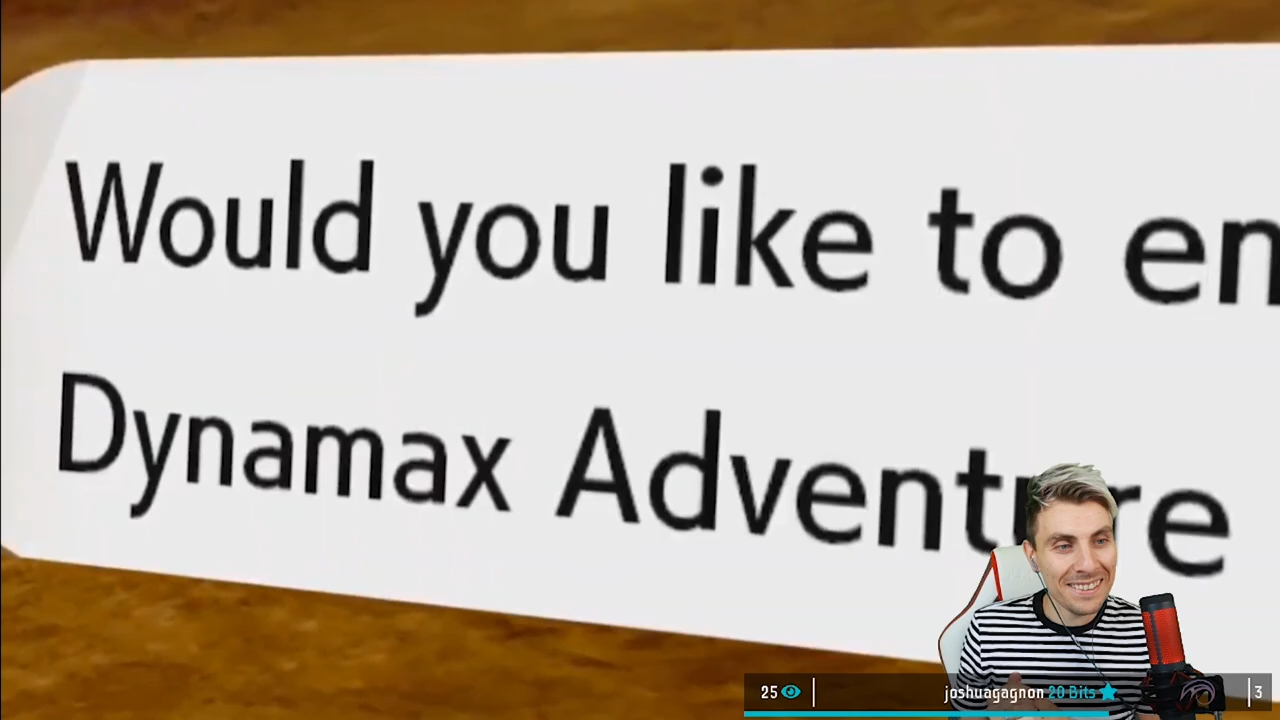 Would you like to en
Dynamax Adventure
25
joshuagagnon 20 Bits
3